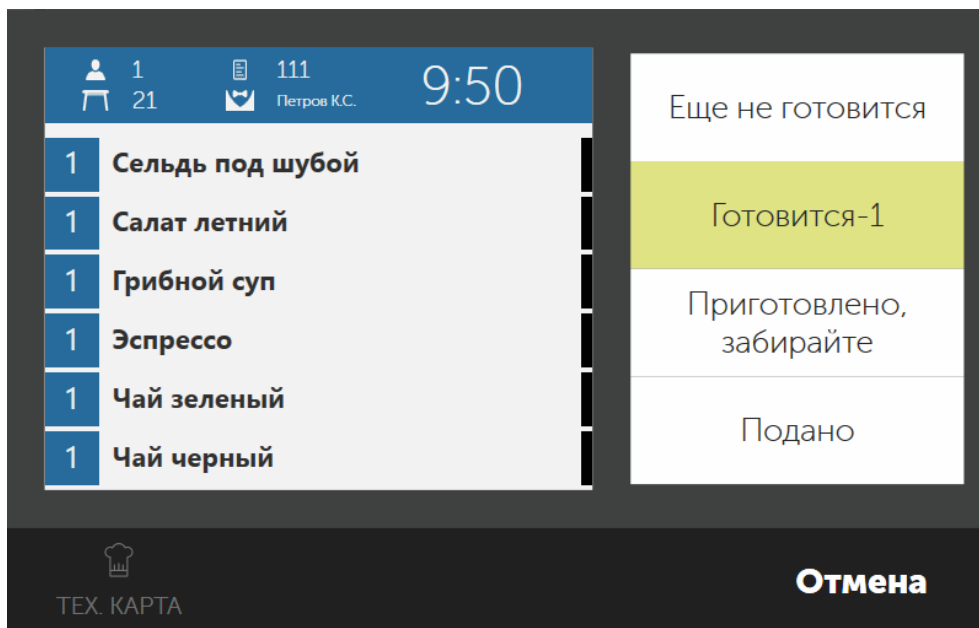 1 111 9:50
21 Петров К.С.
1 Сельдь под шубой
1 Салат летний
1 Грибной суп
1 Эспрессо
1 Чай зеленый
1 Чай черный
Еще не готовится
Готовится-1
Приготовлено,
забирайте
Подано
ТЕХ. КАРТА
Отмена